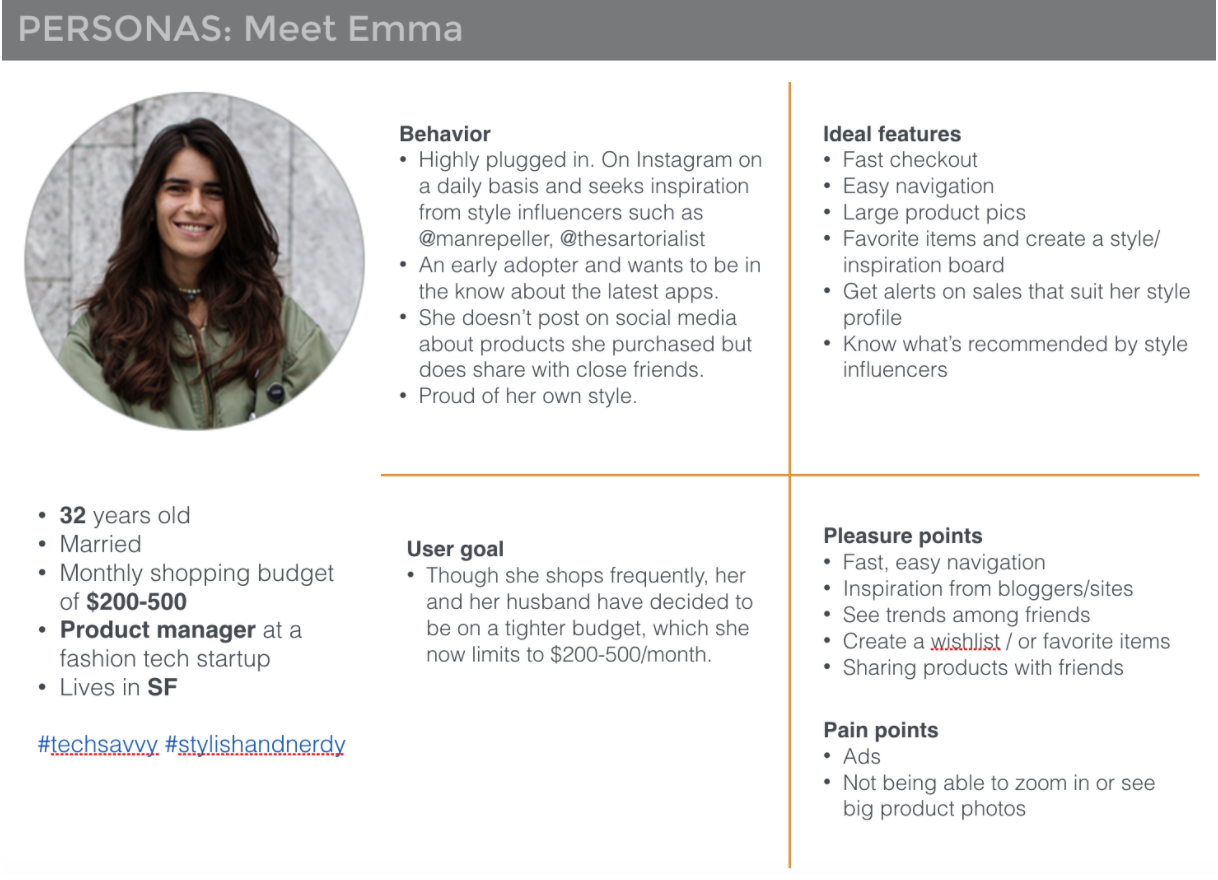 PERSONAS: Meet Emma
Behavior
• Highly plugged in. On Instagram on
a daily basis and seeks inspiration
from style influencers such as
@manrepeller, @thesartorialist
• An early adopter and wants to be in
the know about the latest apps.
• She doesn’t post on social media
about products she purchased but
does share with close friends.
• Proud of her own style.
Ideal features
• Fast checkout
• Easy navigation
• Large product pics
• Favorite items and create a style/
inspiration board
• Get alerts on sales that suit her style
profile
• Know what’s recommended by style
influencers
• 32 years old
• Married
• Monthly shopping budget
of $200-500
• Product manager at a
fashion tech startup
• Lives in SF
#techsavvy #stylishandnerdy
User goal
• Though she shops frequently, her
and her husband have decided to
be on a tighter budget, which she
now limits to $200-500/month.
Pleasure points
• Fast, easy navigation
• Inspiration from bloggers/sites
• See trends among friends
• Create a wishlist / or favorite items
• Sharing products with friends
Pain points
• Ads
• Not being able to zoom in or see
big product photos